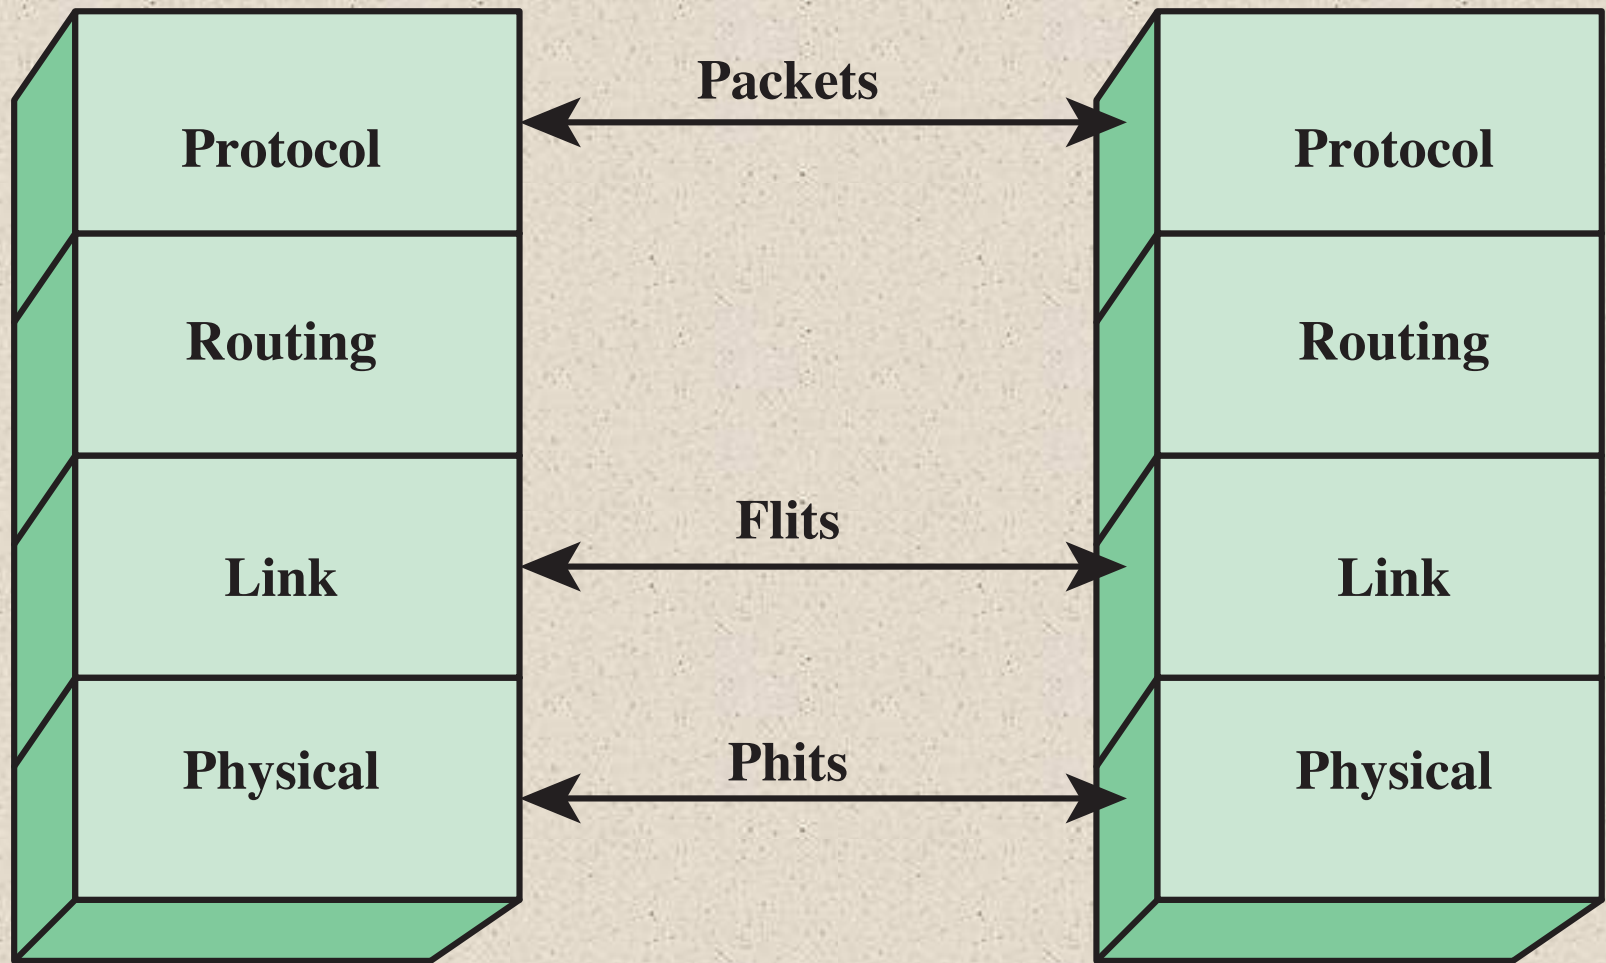 Packets
Protocol
Protocol
Routing
Routing
Flits
Link
Link
Phits
Physical
Physical